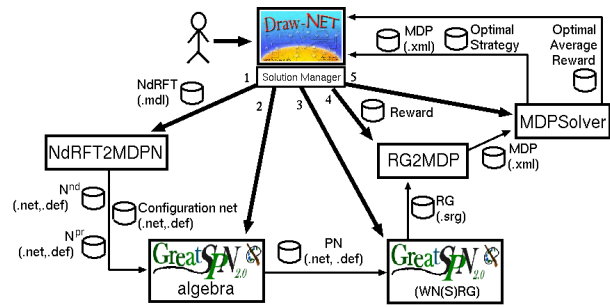 Draw-NET
Solution Manager
MDP
(.xml)
Optimal
Strategy
Optimal
Average
Reward
NdRFT
(.mdl)
1
2
3
4
5
Reward
MDPSolver
NdRFT2MDPN
RG2MDP
MDP
(.xml)
Nnd
(.net,.def)
Configuration net
(.net,.def)
Npr
(.net,.def)
RG
(.srg)
PN
(.net, .def)
GreatSPN 2.0
algebra
GreatSPN 2.0
(WN(S)RG)